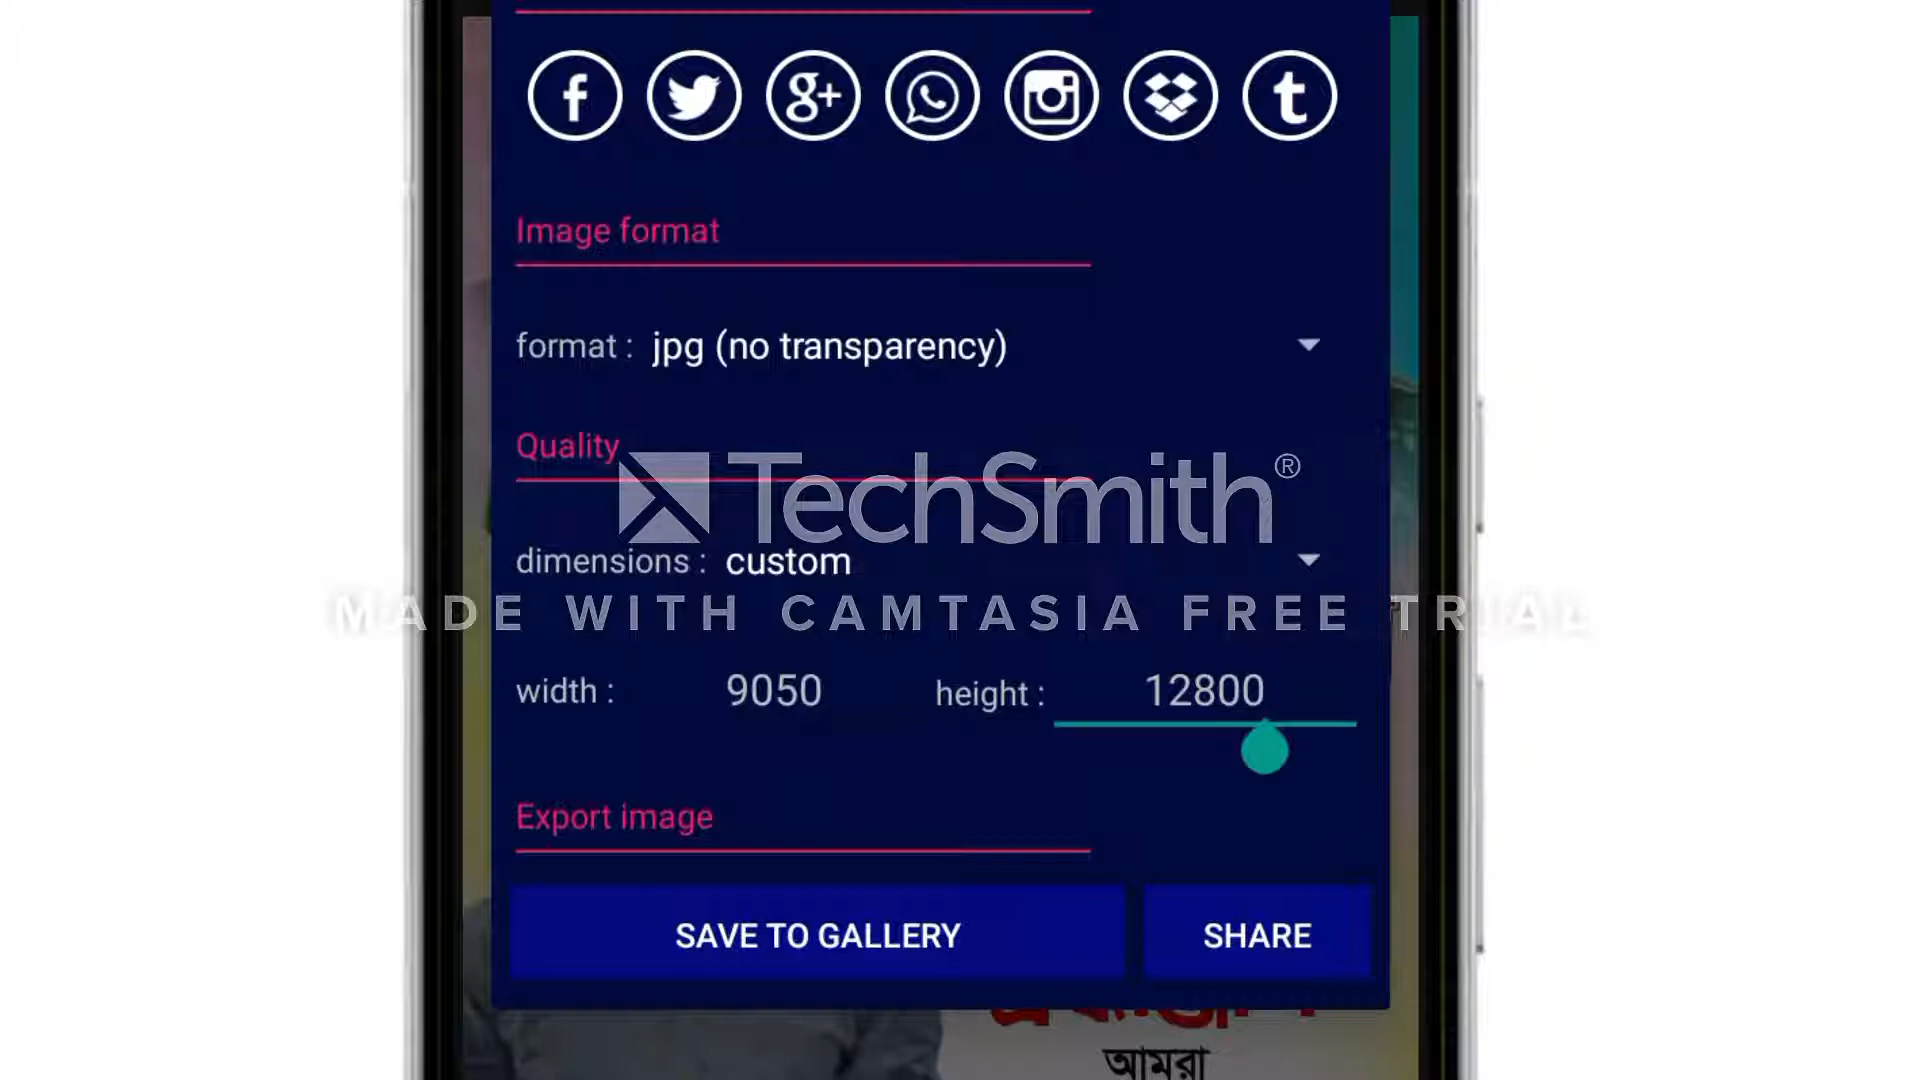 Image format
format : jpg (no transparency)
Quality
TechSmith®
dimensions : custom
MADE WITH CAMTASIA FREE TRIAL
width : 9050 height : 12800
Export image
SAVE TO GALLERY SHARE
আমরা